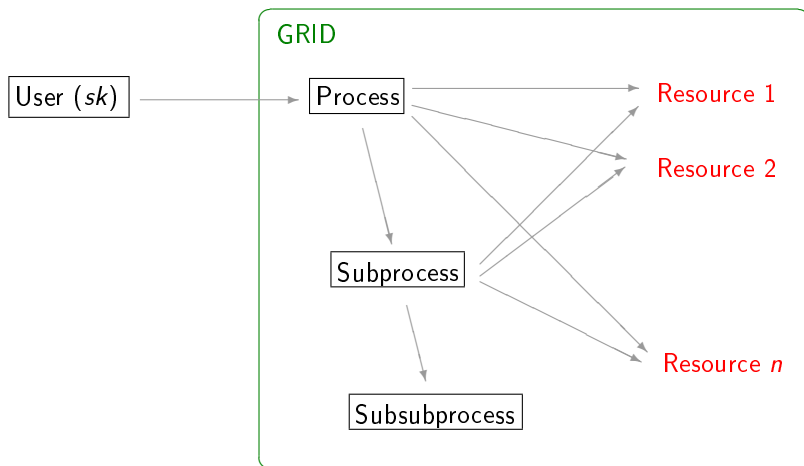 GRID
User (sk)
Process
Resource 1
Resource 2
Subprocess
Resource n
Subsubprocess